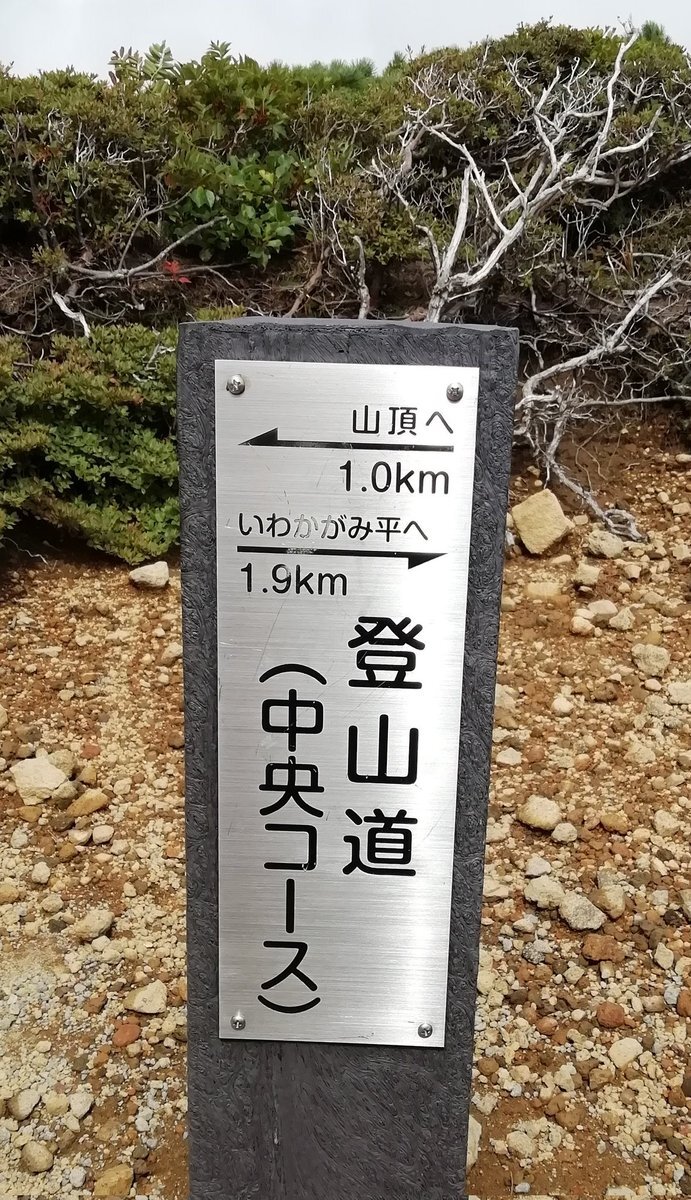 山頂へ
1.0km
いわかがみ平へ
1.9km
登山道
(中央コース)